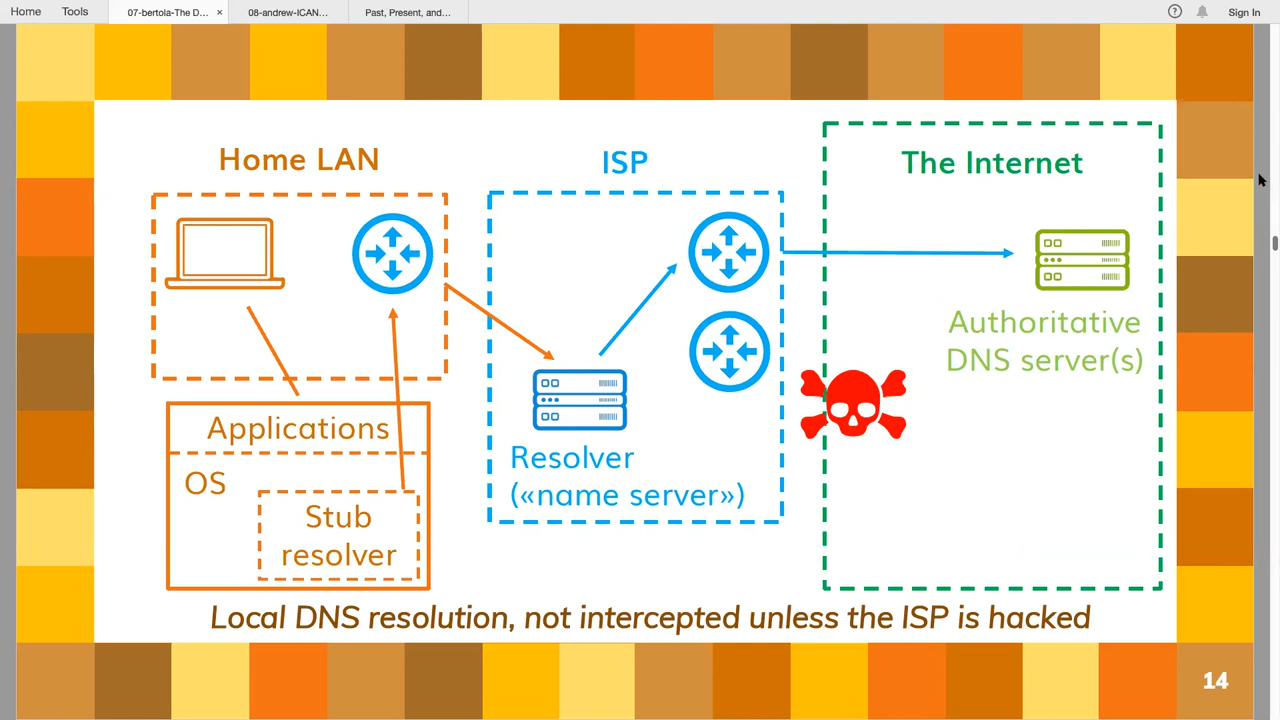 Home
Tools
07-bertola-The D...
×
08-andrew-ICAN...
Past, Present, and...
?
Sign In
Home LAN
ISP
The Internet
Authoritative
DNS server(s)
Applications
OS
Stub
resolver
Resolver
(«name server»)
Local DNS resolution, not intercepted unless the ISP is hacked
14